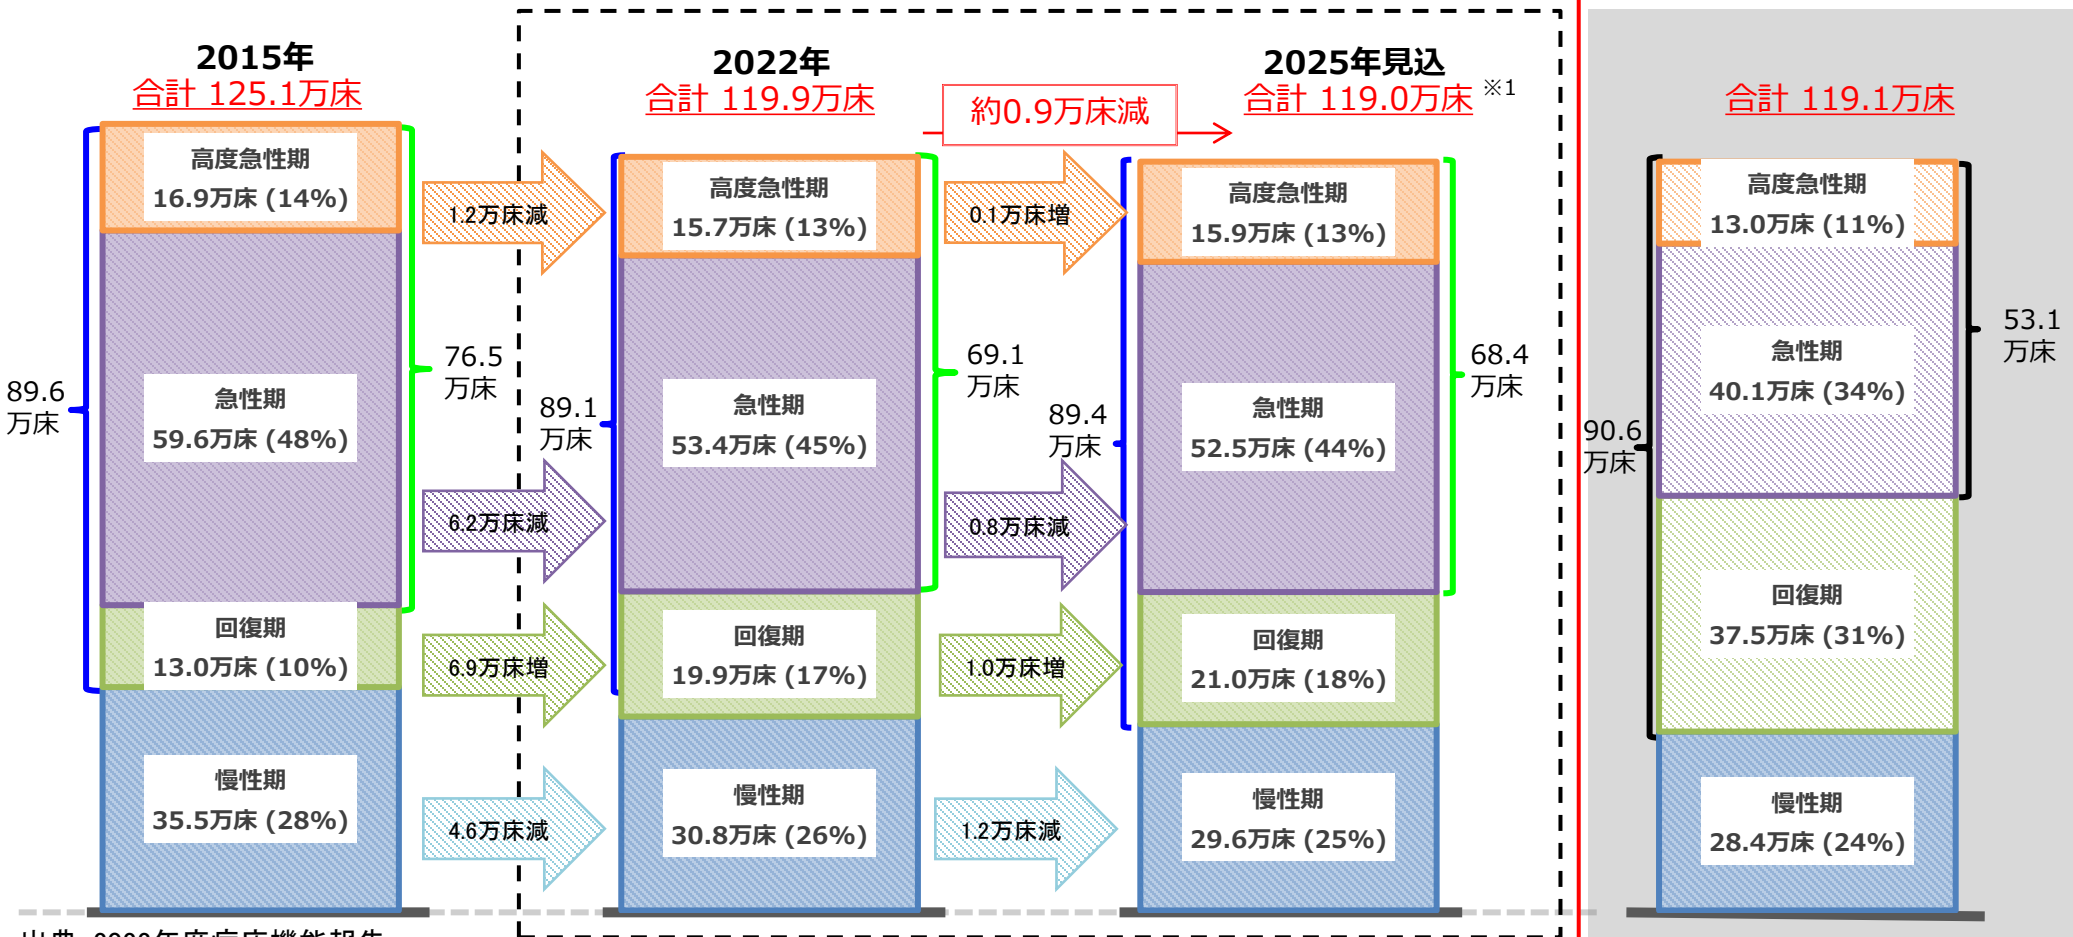 2015年
合計 125.1万床
高度急性期
16.9万床 (14%)
急性期
59.6万床 (48%)
回復期
13.0万床 (10%)
慢性期
35.5万床 (28%)
89.6
万床
76.5
万床
1.2万床減
6.2万床減
6.9万床増
4.6万床減
2022年
合計 119.9万床
高度急性期
15.7万床 (13%)
急性期
53.4万床 (45%)
回復期
19.9万床 (17%)
慢性期
30.8万床 (26%)
89.1
万床
69.1
万床
約0.9万床減
0.1万床増
0.8万床減
1.0万床増
1.2万床減
2025年見込
合計 119.0万床 ※1
高度急性期
15.9万床 (13%)
急性期
52.5万床 (44%)
回復期
21.0万床 (18%)
慢性期
29.6万床 (25%)
89.4
万床
68.4
万床
合計 119.1万床
高度急性期
13.0万床 (11%)
急性期
40.1万床 (34%)
回復期
37.5万床 (31%)
慢性期
28.4万床 (24%)
90.6
万床
53.1
万床